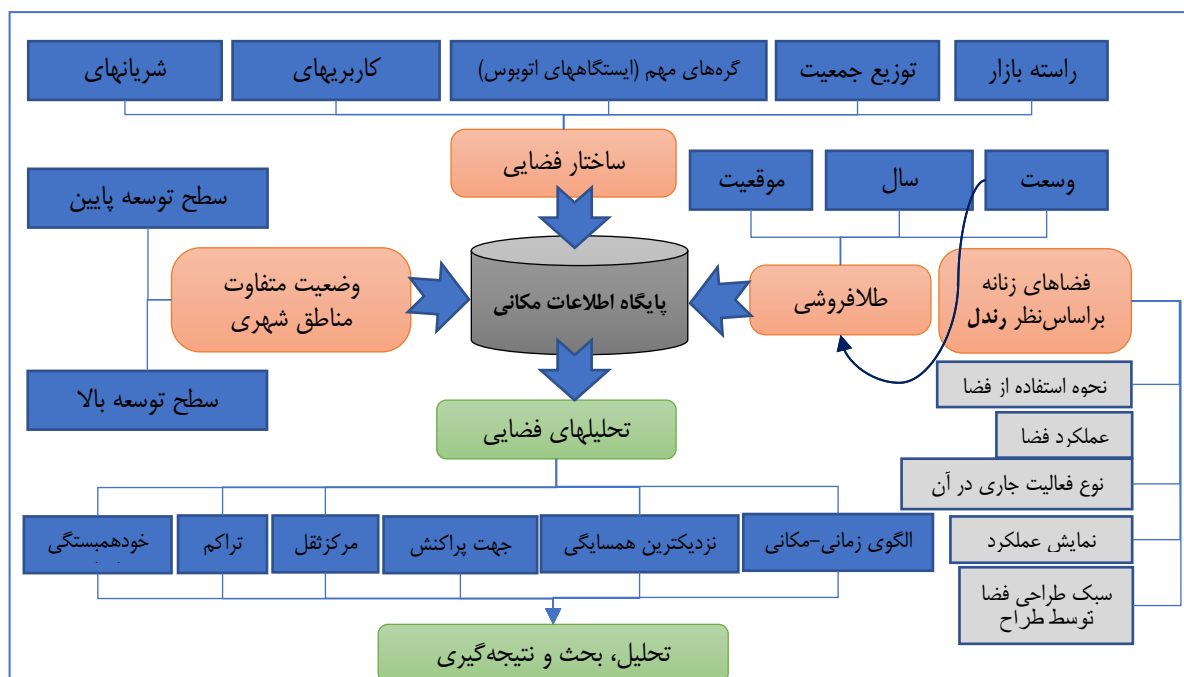 راسته بازار
توزیع جمعیت
گره‌های مهم (ایستگاههای اتوبوس)
کاربریهای
شریانهای
ساختار فضایی
وسعت
سال
موقعیت
سطح توسعه پایین
فضاهای زنانه
براساس‌نظر رندل
طلافروشی
پایگاه اطلاعات مکانی
وضعیت متفاوت
مناطق شهری
سطح توسعه بالا
نحوه استفاده از فضا
عملکرد فضا
نوع فعالیت جاری در آن
نمایش عملکرد
سبک طراحی فضا
توسط طراح
تحلیلهای فضایی
الگوی زمانی-مکانی
نزدیکترین همسایگی
جهت پراکنش
مرکزثقل
تراکم
خودهمبستگی
تحلیل، بحث و نتیجه‌گیری